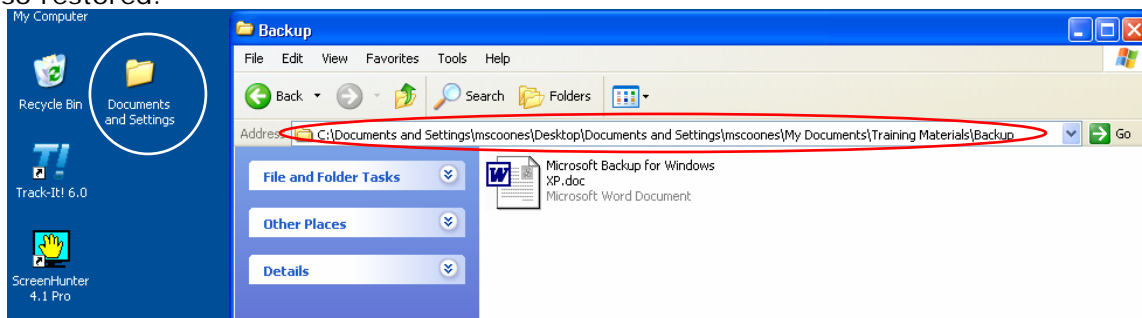 so restored.
My Computer
Recycle Bin
Documents
and Settings
Track-It! 6.0
ScreenHunter
4.1 Pro
Backup
File Edit View Favorites Tools Help
Back Search Folders
Address C:\Documents and Settings\mscoones\Desktop\Documents and Settings\mscoones\My Documents\Training Materials\Backup Go
File and Folder Tasks
Other Places
Details
Microsoft Backup for Windows
XP.doc
Microsoft Word Document